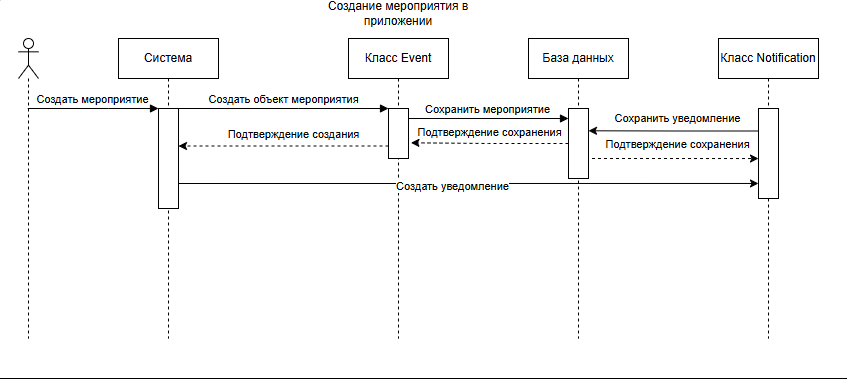 Создание мероприятия в
приложении
Система
Класс Event
База данных
Класс Notification
Создать мероприятие
Создать объект мероприятия
Сохранить мероприятие
Сохранить уведомление
Подтверждение создания
Подтверждение сохранения
Подтверждение сохранения
Создать уведомление